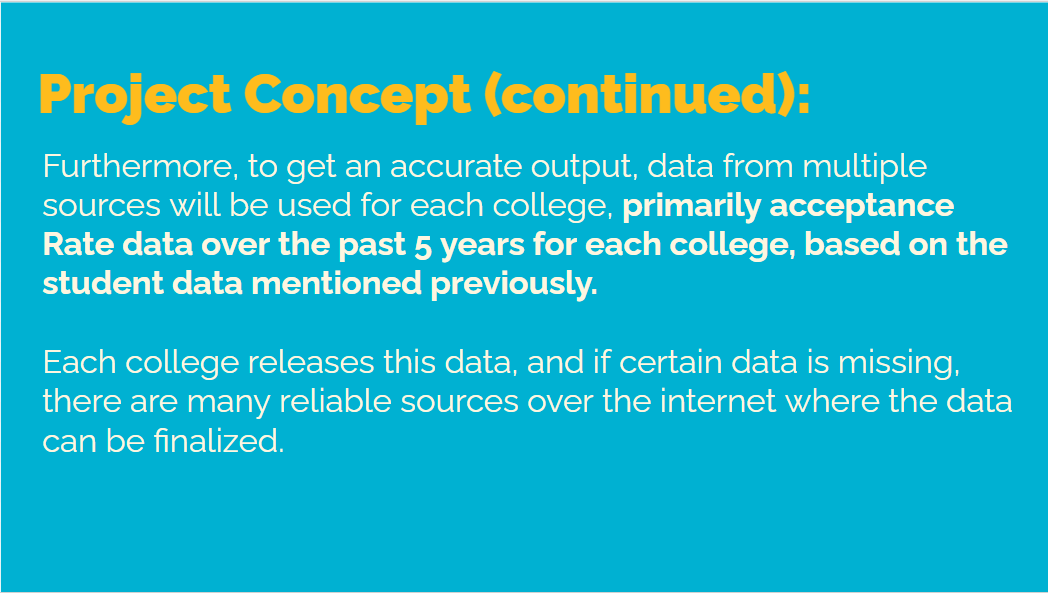 Project Concept (continued):
Furthermore, to get an accurate output, data from multiple
sources will be used for each college, primarily acceptance
Rate data over the past 5 years for each college, based on the
student data mentioned previously.
Each college releases this data, and if certain data is missing,
there are many reliable sources over the internet where the data
can be finalized.